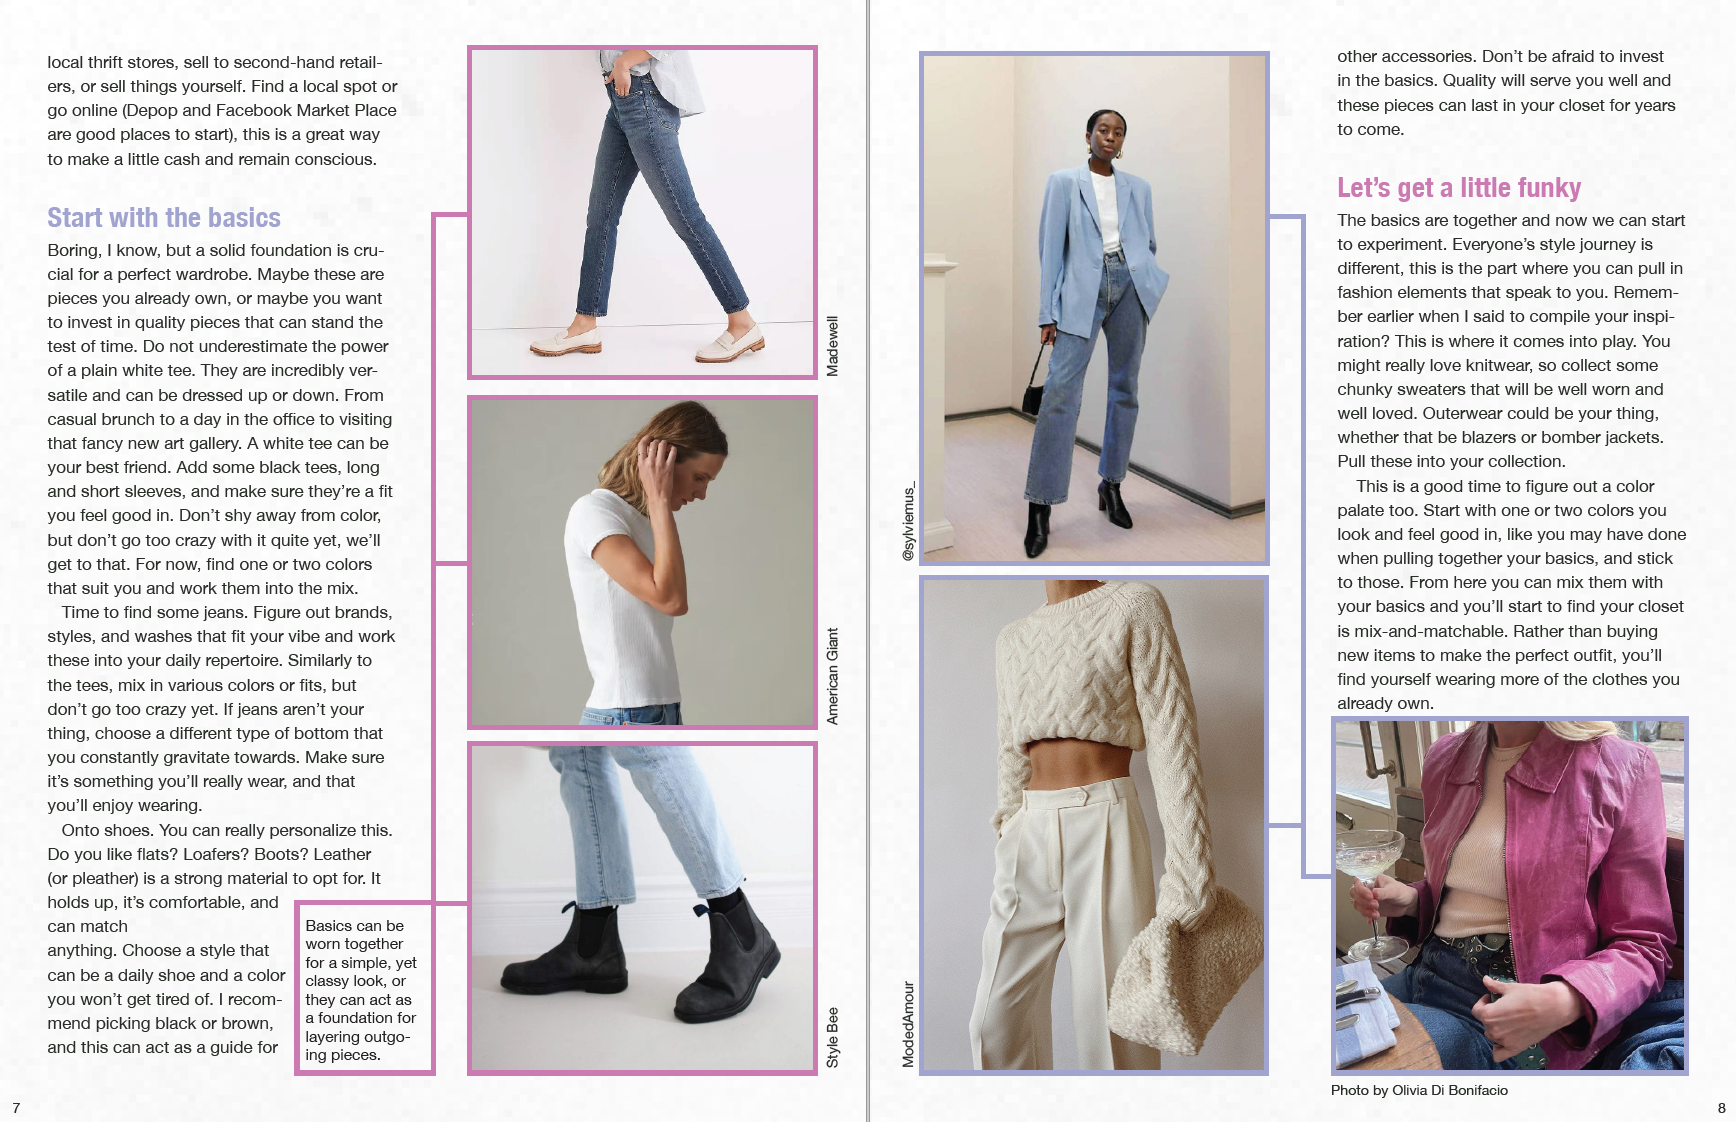 local thrift stores, sell to second-hand retail-
ers, or sell things yourself. Find a local spot or
go online (Depop and Facebook Market Place
are good places to start), this is a great way
to make a little cash and remain conscious.
Start with the basics
Boring, I know, but a solid foundation is cru-
cial for a perfect wardrobe. Maybe these are
pieces you already own, or maybe you want
to invest in quality pieces that can stand the
test of time. Do not underestimate the power
of a plain white tee. They are incredibly ver-
satile and can be dressed up or down. From
casual brunch to a day in the office to visiting
that fancy new art gallery. A white tee can be
your best friend. Add some black tees, long
and short sleeves, and make sure they're a fit
you feel good in. Don't shy away from color,
but don't go too crazy with it quite yet, we'll
get to that. For now, find one or two colors
that suit you and work them into the mix.
Time to find some jeans. Figure out brands,
styles, and washes that fit your vibe and work
these into your daily repertoire. Similarly to
the tees, mix in various colors or fits, but
don't go too crazy yet. If jeans aren't your
thing, choose a different type of bottom that
you constantly gravitate towards. Make sure
it's something you'll really wear, and that
you'll enjoy wearing.
Onto shoes. You can really personalize this.
Do you like flats? Loafers? Boots? Leather
(or pleather) is a strong material to opt for. It
holds up, it's comfortable, and
can match
anything. Choose a style that
can be a daily shoe and a color
you won't get tired of. I recom-
mend picking black or brown,
and this can act as a guide for
Basics can be
worn together
for a simple, yet
classy look, or
they can act as
a foundation for
layering outgo-
ing pieces.
Madewell
American Giant
Style Bee
7
@sylviemus_
ModedAmour
other accessories. Don't be afraid to invest
in the basics. Quality will serve you well and
these pieces can last in your closet for years
to come.
Let's get a little funky
The basics are together and now we can start
to experiment. Everyone's style journey is
different, this is the part where you can pull in
fashion elements that speak to you. Remem-
ber earlier when I said to compile your inspi-
ration? This is where it comes into play. You
might really love knitwear, so collect some
chunky sweaters that will be well worn and
well loved. Outerwear could be your thing,
whether that be blazers or bomber jackets.
Pull these into your collection.
This is a good time to figure out a color
palate too. Start with one or two colors you
look and feel good in, like you may have done
when pulling together your basics, and stick
to those. From here you can mix them with
your basics and you'll start to find your closet
is mix-and-matchable. Rather than buying
new items to make the perfect outfit, you'll
find yourself wearing more of the clothes you
already own.
Photo by Olivia Di Bonifacio
8